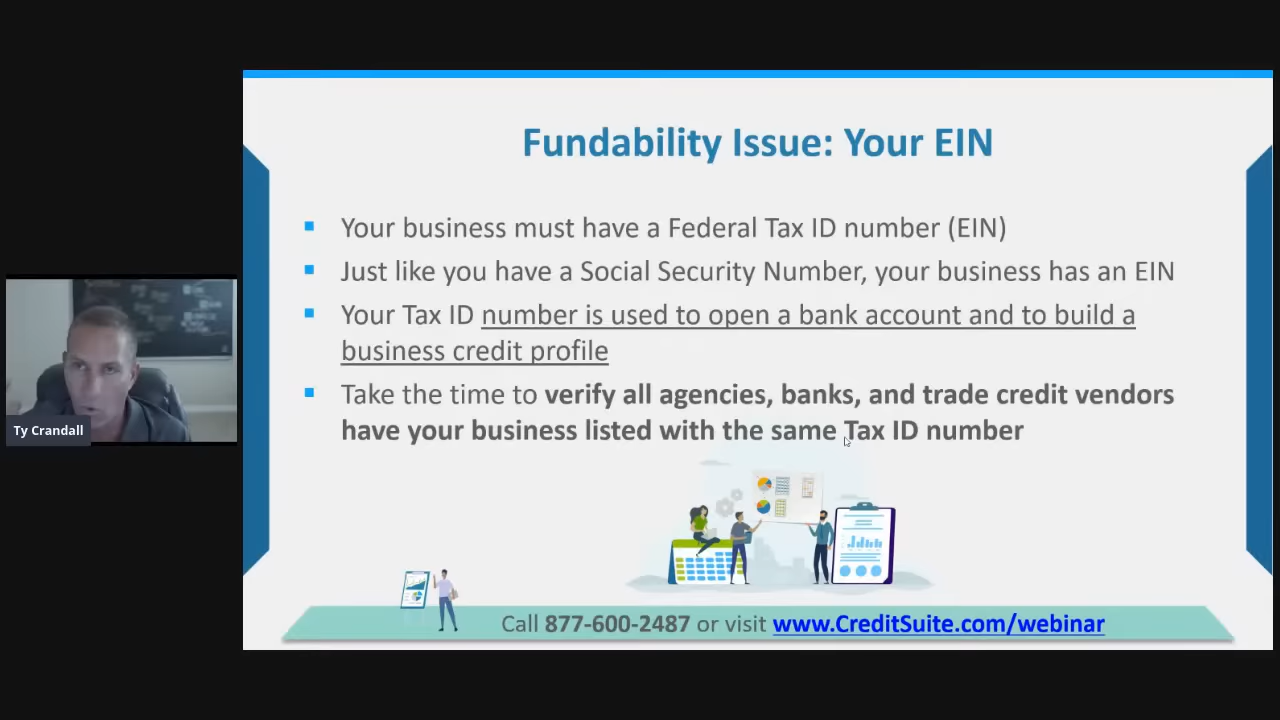 Fundability Issue: Your EIN
Your business must have a Federal Tax ID number (EIN)
Just like you have a Social Security Number, your business has an EIN
Your Tax ID number is used to open a bank account and to build a
business credit profile
Take the time to verify all agencies, banks, and trade credit vendors
have your business listed with the same Tax ID number
Ty Crandall
Call 877-600-2487 or visit www.CreditSuite.com/webinar